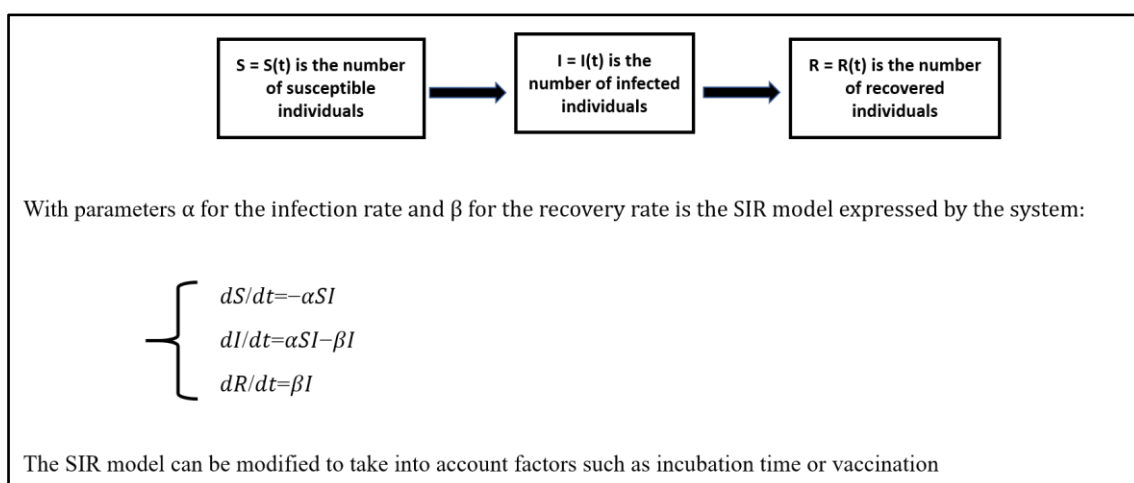 S = S(t) is the number
of susceptible
individuals
I = I(t) is the
number of infected
individuals
R = R(t) is the number
of recovered
individuals
With parameters α for the infection rate and β for the recovery rate is the SIR model expressed by the system:
dS/dt=−αSI
dI/dt=αSI−βI
dR/dt=βI
The SIR model can be modified to take into account factors such as incubation time or vaccination